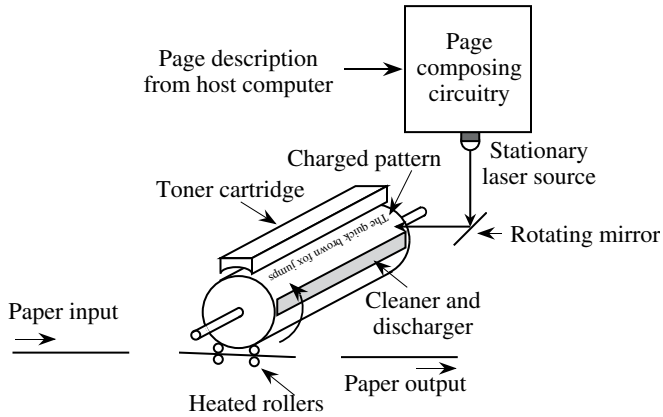 Page description
from host computer
Page
composing
circuitry
Stationary
laser source
Charged pattern
Toner cartridge
The quick brown fox jumps
Rotating mirror
Cleaner and
discharger
Paper input
Paper output
Heated rollers